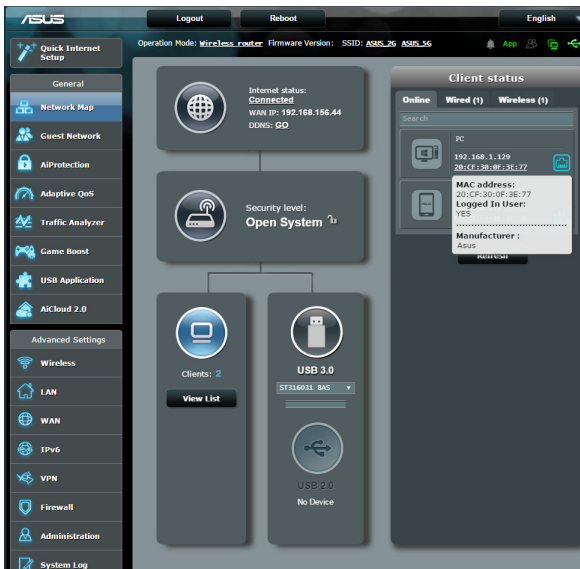 ASUS
Logout
Reboot
English
Quick Internet
Setup
Operation Mode: Wireless router Firmware Version: SSID: ASUS_2G ASUS_5G
App
General
Network Map
Guest Network
AiProtection
Adaptive QoS
Traffic Analyzer
Game Boost
USB Application
AiCloud 2.0
Advanced Settings
Wireless
LAN
WAN
IPv6
VPN
Firewall
Administration
System Log
Internet status:
Connected
WAN IP: 192.168.156.44
DDNS: GO
Security level:
Open System
Clients: 2
View List
USB 3.0
ST316031 8AS
USB 2.0
No Device
Client status
Online Wired (1) Wireless (1)
Search
PC
192.168.1.129
20:CF:30:0F:3E:77
MAC address:
20:CF:30:0F:3E:77
Logged In User:
YES
Manufacturer :
Asus
Refresh